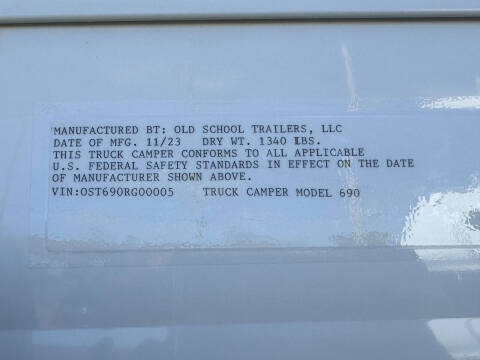 MANUFACTURED BT: OLD SCHOOL TRAILERS, LLC
DATE OF MFG. 11/23 DRY WT. 1340 LBS.
THIS TRUCK CAMPER CONFORMS TO ALL APPLICABLE
U.S. FEDERAL SAFETY STANDARDS IN EFFECT ON THE DATE
OF MANUFACTURER SHOWN ABOVE.
VIN:OST690RG00005 TRUCK CAMPER MODEL 690